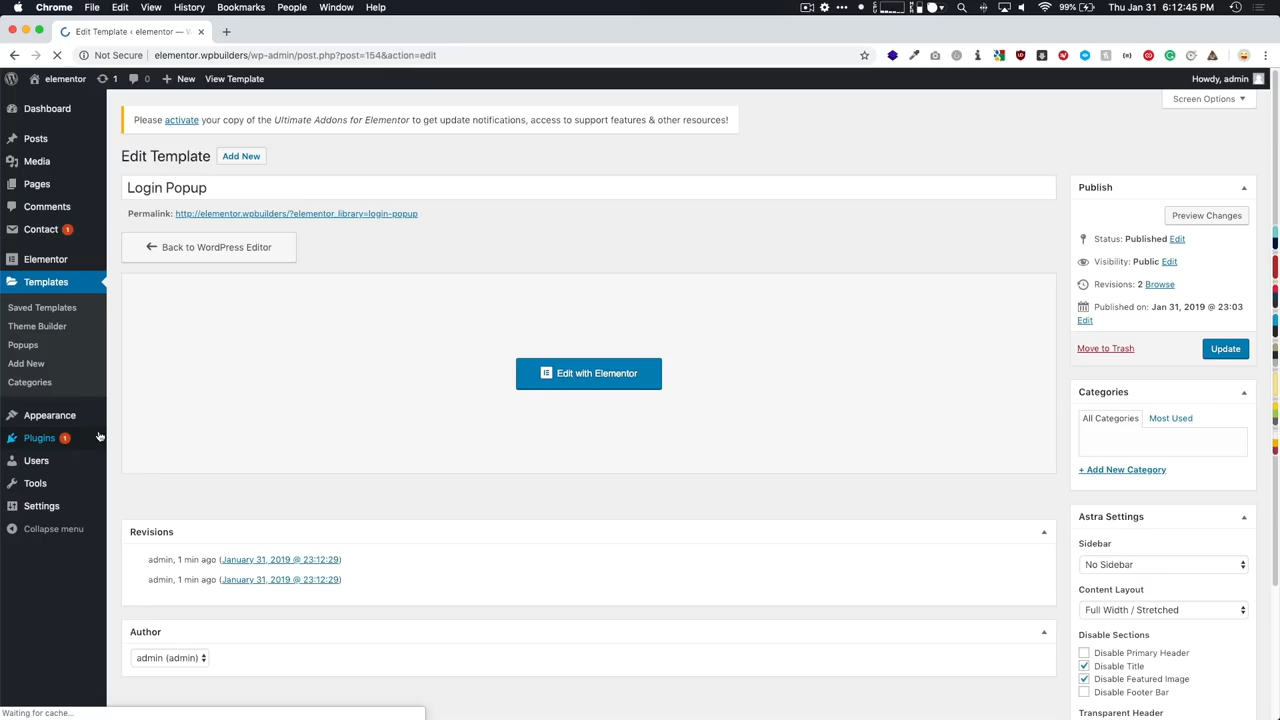 Chrome File Edit View History Bookmarks People Window Help
99% Thu Jan 31 6:12:45 PM
Edit Template ‹ elementor — W
Not Secure elementor.wpbuilders/wp-admin/post.php?post=154&action=edit
elementor 1 0 New View Template
Howdy, admin
Screen Options
Dashboard
Posts
Media
Pages
Comments
Contact 1
Elementor
Templates
Saved Templates
Theme Builder
Popups
Add New
Categories
Appearance
Plugins 1
Users
Tools
Settings
Collapse menu
Please activate your copy of the Ultimate Addons for Elementor to get update notifications, access to support features & other resources!
Edit Template Add New
Login Popup
Permalink: http://elementor.wpbuilders/?elementor_library=login-popup
← Back to WordPress Editor
Edit with Elementor
Revisions
admin, 1 min ago (January 31, 2019 @ 23:12:29)
admin, 1 min ago (January 31, 2019 @ 23:12:29)
Author
admin (admin)
Publish
Preview Changes
Status: Published Edit
Visibility: Public Edit
Revisions: 2 Browse
Published on: Jan 31, 2019 @ 23:03
Edit
Move to Trash Update
Categories
All Categories Most Used
+ Add New Category
Astra Settings
Sidebar
No Sidebar
Content Layout
Full Width / Stretched
Disable Sections
Disable Primary Header
Disable Title
Disable Featured Image
Disable Footer Bar
Transparent Header
Waiting for cache...